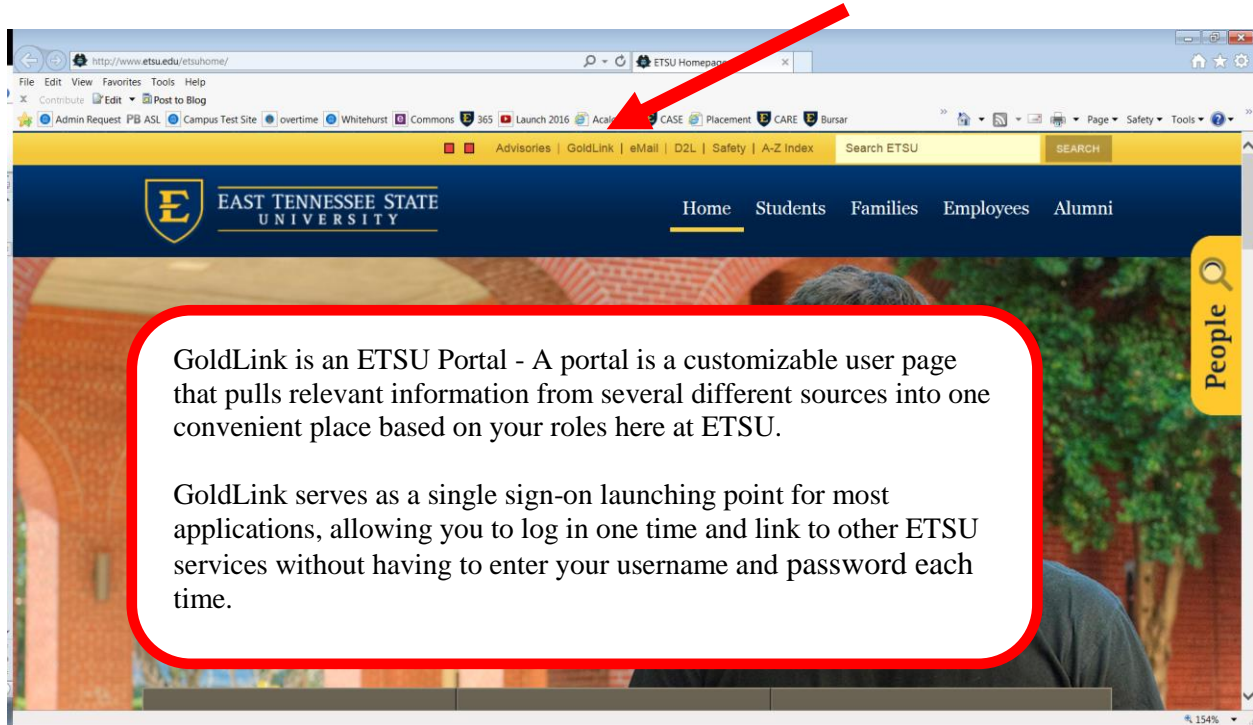 http://www.etsu.edu/etsuhome/
ETSU Homepage
File Edit View Favorites Tools Help
x Contribute Edit Post to Blog
Admin Request PB ASL Campus Test Site overtime Whitehurst Commons 365 Launch 2016 CASE Placement CARE Bursar » Page Safety Tools »
Advisories | GoldLink | eMail | D2L | Safety | A-Z Index Search ETSU SEARCH
E EAST TENNESSEE STATE
UNIVERSITY
Home Students Families Employees Alumni
People
GoldLink is an ETSU Portal - A portal is a customizable user page
that pulls relevant information from several different sources into one
convenient place based on your roles here at ETSU.
GoldLink serves as a single sign-on launching point for most
applications, allowing you to log in one time and link to other ETSU
services without having to enter your username and password each
time.
154%